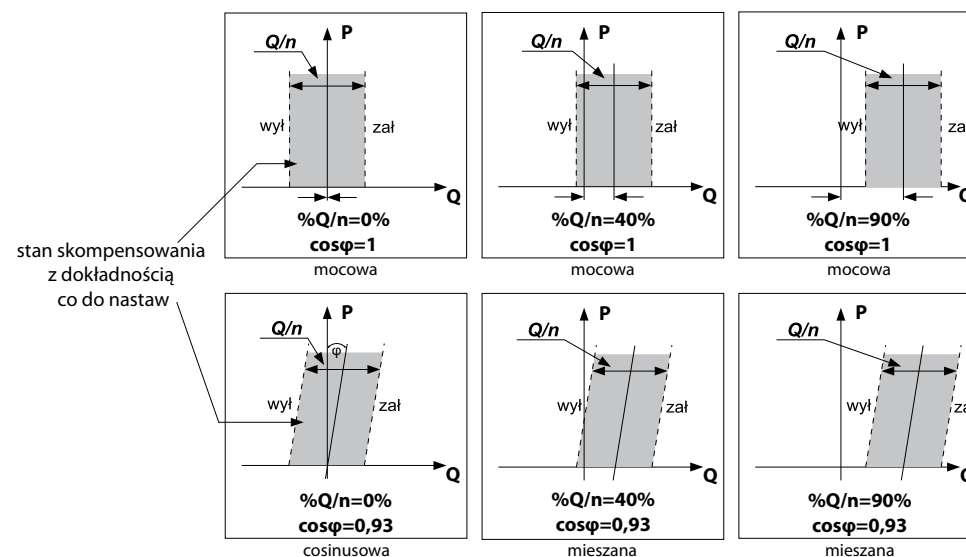 P
Q/n
wył
zał
Q
%Q/n=0%
cosφ=1
mocowa
P
Q/n
wył
zał
Q
%Q/n=40%
cosφ=1
mocowa
P
Q/n
wył
za
%Q/n=90%
cosφ=1
mocowa
stan skompensowania
z dokładnością
co do nastaw
P
Q/n
φ
wył
zał
Q
%Q/n=0%
cosφ=0,93
cosinusowa
P
Q/n
wył
zał
Q
%Q/n=40%
cosφ=0,93
mieszana
P
Q/n
wył
za
%Q/n=90%
cosφ=0,93
mieszana